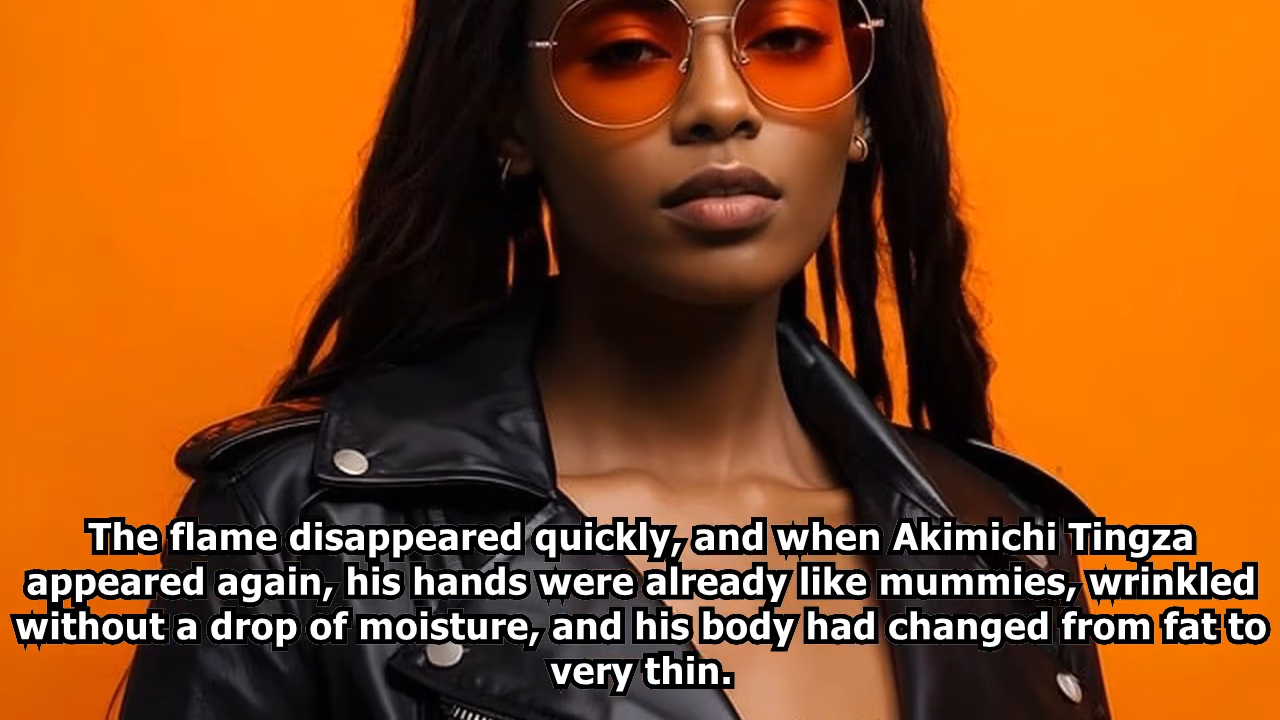 The flame disappeared quickly, and when Akimichi Tingza
appeared again, his hands were already like mummies, wrinkled
without a drop of moisture, and his body had changed from fat to
very thin.